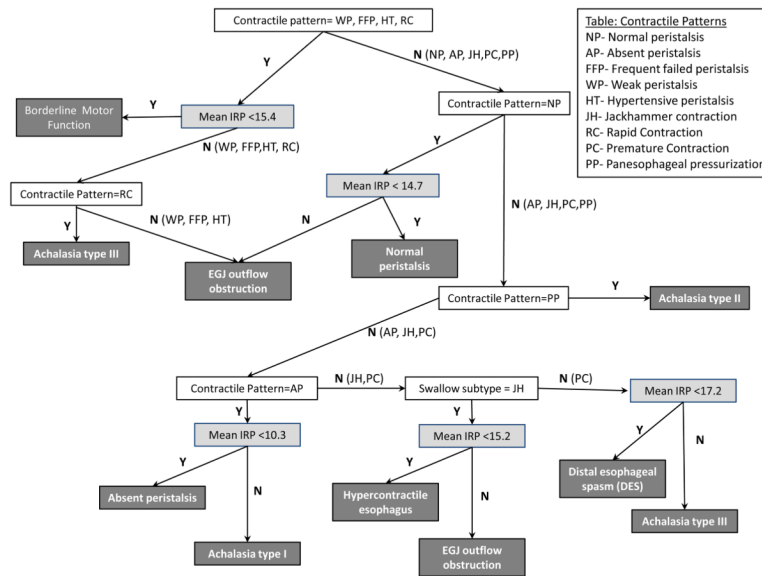 Contractile pattern= WP, FFP, HT, RC
Y
N (NP, AP, JH,PC,PP)
Table: Contractile Patterns
NP- Normal peristalsis
AP- Absent peristalsis
FFP- Frequent failed peristalsis
WP- Weak peristalsis
HT- Hypertensive peristalsis
JH- Jackhammer contraction
RC- Rapid Contraction
PC- Premature Contraction
PP- Panesophageal pressurization
Borderline Motor
Function
Y
Mean IRP <15.4
Contractile Pattern=NP
N (WP, FFP,HT, RC)
Y
N (AP, JH,PC,PP)
Contractile Pattern=RC
Mean IRP < 14.7
Y
N (WP, FFP, HT)
N
Y
Achalasia type III
EGJ outflow
obstruction
Normal
peristalsis
Contractile Pattern=PP
Y
Achalasia type II
N (AP, JH,PC)
Contractile Pattern=AP
N (JH,PC)
Swallow subtype = JH
N (PC)
Mean IRP <17.2
Y
Y
Mean IRP <10.3
Mean IRP <15.2
Y
N
Y
N
Y
N
Absent peristalsis
Hypercontractile
esophagus
Distal esophageal
spasm (DES)
Achalasia type I
EGJ outflow
obstruction
Achalasia type III